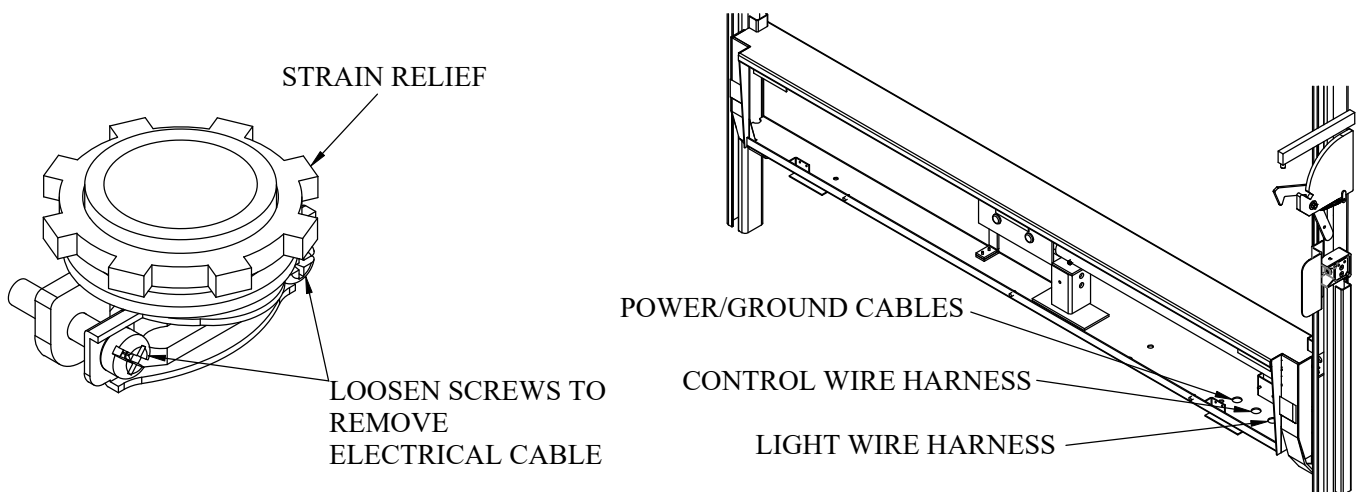 STRAIN RELIEF
LOOSEN SCREWS TO
REMOVE
ELECTRICAL CABLE
POWER/GROUND CABLES
CONTROL WIRE HARNESS
LIGHT WIRE HARNESS